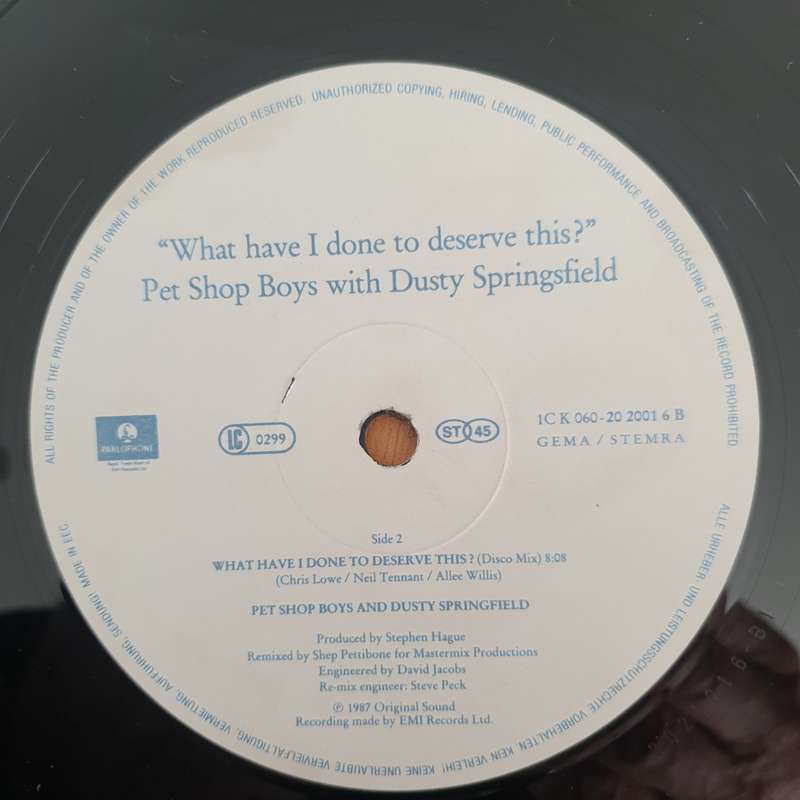 ALL RIGHTS OF THE PRODUCER AND OF THE OWNER OF THE WORK REPRODUCED RESERVED. UNAUTHORIZED COPYING, HIRING, LENDING, PUBLIC PERFORMANCE AND BROADCASTING OF THE RECORD PROHIBITED
“What have I done to deserve this?”
Pet Shop Boys with Dusty Springsfield
PARLOPHONE
LC 0299
ST 45
1C K 060-20 2001 6 B
GEMA / STEMRA
Side 2
WHAT HAVE I DONE TO DESERVE THIS? (Disco Mix) 8:08
(Chris Lowe / Neil Tennant / Allee Willis)
PET SHOP BOYS AND DUSTY SPRINGFIELD
Produced by Stephen Hague
Remixed by Shep Pettibone for Mastermix Productions
Engineered by David Jacobs
Re-mix engineer: Steve Peck
℗ 1987 Original Sound
Recording made by EMI Records Ltd.
ALLE URHEBER- UND LEISTUNGSSCHUTZRECHTE VORBEHALTEN. KEIN VERLEIH! KEINE UNERLAUBTE VERVIELFÄLTIGUNG, VERMIETUNG, AUFFÜHRUNG, SENDUNG! MADE IN EEC